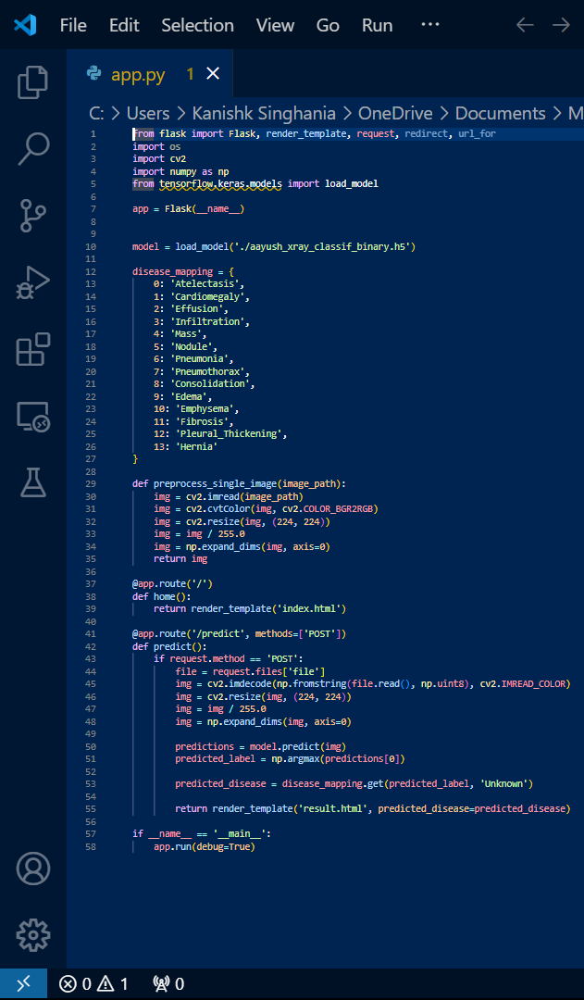 File Edit Selection View Go Run ...
app.py 1
C: > Users > Kanishk Singhania > OneDrive > Documents > M
1 from flask import Flask, render_template, request, redirect, url_for
2 import os
3 import cv2
4 import numpy as np
5 from tensorflow.keras.models import load_model
6
7 app = Flask(__name__)
8
9
10 model = load_model('./aayush_xray_classif_binary.h5')
11
12 disease_mapping = {
13     0: 'Atelectasis',
14     1: 'Cardiomegaly',
15     2: 'Effusion',
16     3: 'Infiltration',
17     4: 'Mass',
18     5: 'Nodule',
19     6: 'Pneumonia',
20     7: 'Pneumothorax',
21     8: 'Consolidation',
22     9: 'Edema',
23     10: 'Emphysema',
24     11: 'Fibrosis',
25     12: 'Pleural_Thickening',
26     13: 'Hernia'
27 }
28
29 def preprocess_single_image(image_path):
30     img = cv2.imread(image_path)
31     img = cv2.cvtColor(img, cv2.COLOR_BGR2RGB)
32     img = cv2.resize(img, (224, 224))
33     img = img / 255.0
34     img = np.expand_dims(img, axis=0)
35     return img
36
37 @app.route('/')
38 def home():
39     return render_template('index.html')
40
41 @app.route('/predict', methods=['POST'])
42 def predict():
43     if request.method == 'POST':
44         file = request.files['file']
45         img = cv2.imdecode(np.fromstring(file.read(), np.uint8), cv2.IMREAD_COLOR)
46         img = cv2.resize(img, (224, 224))
47         img = img / 255.0
48         img = np.expand_dims(img, axis=0)
49
50         predictions = model.predict(img)
51         predicted_label = np.argmax(predictions[0])
52
53         predicted_disease = disease_mapping.get(predicted_label, 'Unknown')
54
55         return render_template('result.html', predicted_disease=predicted_disease)
56
57 if __name__ == '__main__':
58     app.run(debug=True)
0 1 0